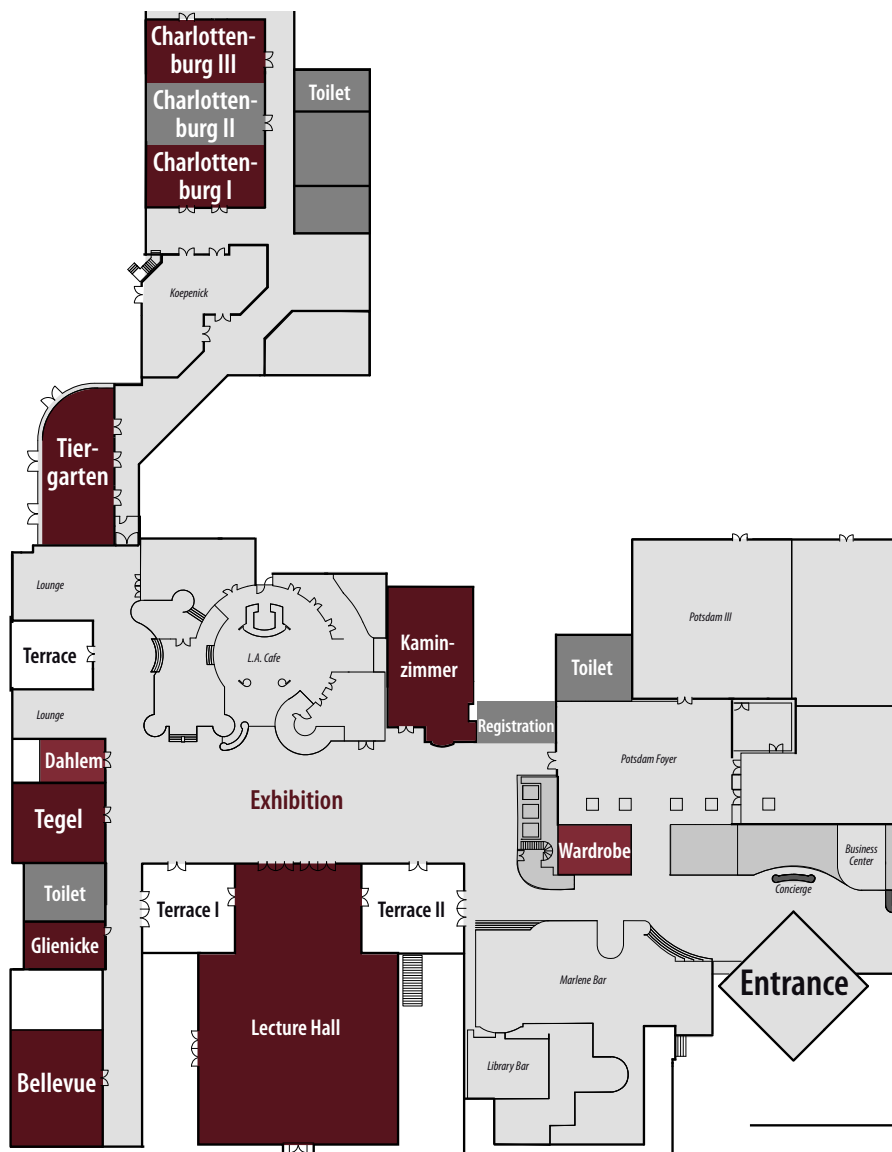 Charlotten-
burg III
Charlotten-
burg II
Charlotten-
burg I
Toilet
Koepenick
Tier-
garten
Lounge
Terrace
Lounge
L.A. Cafe
Kamin-
zimmer
Registration
Toilet
Potsdam III
Potsdam Foyer
Dahlem
Tegel
Exhibition
Wardrobe
Business
Center
Concierge
Toilet
Glienicke
Terrace I
Terrace II
Lecture Hall
Marlene Bar
Entrance
Library Bar
Bellevue